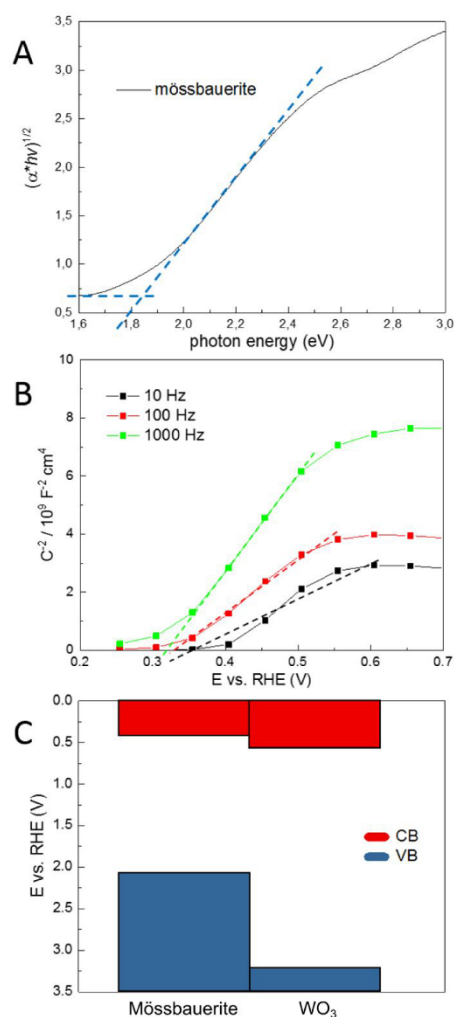 A
mössbauerite
(α*hν)^1/2
3,5
3,0
2,5
2,0
1,5
1,0
0,5
1,6 1,8 2,0 2,2 2,4 2,6 2,8 3,0
photon energy (eV)
B
10 Hz
100 Hz
1000 Hz
C⁻² / 10⁹ F⁻² cm⁴
10
8
6
4
2
0
0.2 0.3 0.4 0.5 0.6 0.7
E vs. RHE (V)
C
E vs. RHE (V)
0.0
0.5
1.0
1.5
2.0
2.5
3.0
3.5
CB
VB
Mössbauerite WO₃